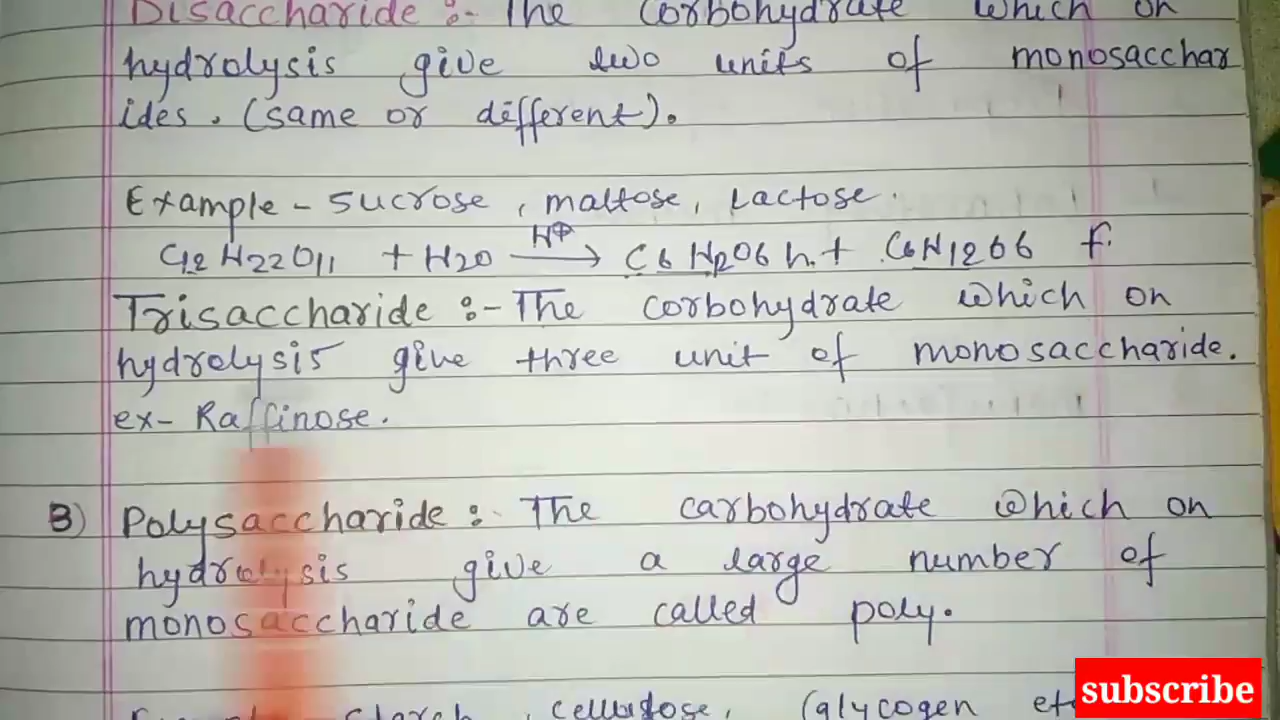 Disaccharide :- The Corbohydrate which on
hydrolysis give two units of monosacchar
ides. (same or different).
Example - Sucrose, maltose, Lactose.
C12H22O11 + H2O H⊕ → C6H12O6 h + C6H12O6 f.
Trisaccharide :- The corbohydrate which on
hydrolysis give three unit of monosaccharide.
ex- Raffinose.
B) Polysaccharide :- The carbohydrate which on
hydrolysis give a large number of
monosaccharide are called poly.
starch, cellulose, Glycogen etc
subscribe